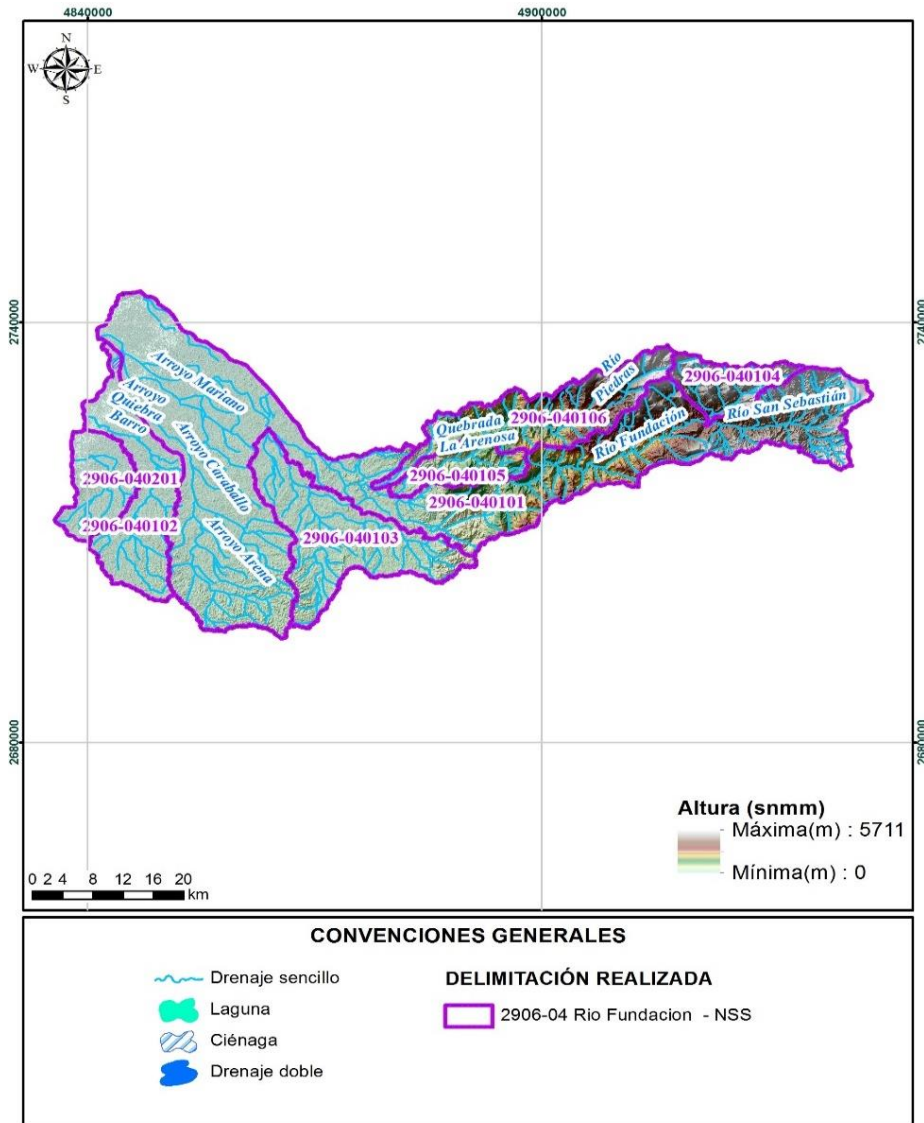 4840000
4900000
N
W E
S
2740000
2740000
Arroyo Mariano
Arroyo
Quiebra
Barro
Arroyo Caraballo
Arroyo Arena
Río
Piedras
2906-040104
Quebrada
La Arenosa
2906-040106
Río Fundación
Río San Sebastián
2906-040201
2906-040105
2906-040101
2906-040102
2906-040103
2680000
2680000
Altura (snmm)
Máxima(m) : 5711
Mínima(m) : 0
0 2 4 8 12 16 20
km
CONVENCIONES GENERALES
Drenaje sencillo
Laguna
Ciénaga
Drenaje doble
DELIMITACIÓN REALIZADA
2906-04 Rio Fundacion - NSS